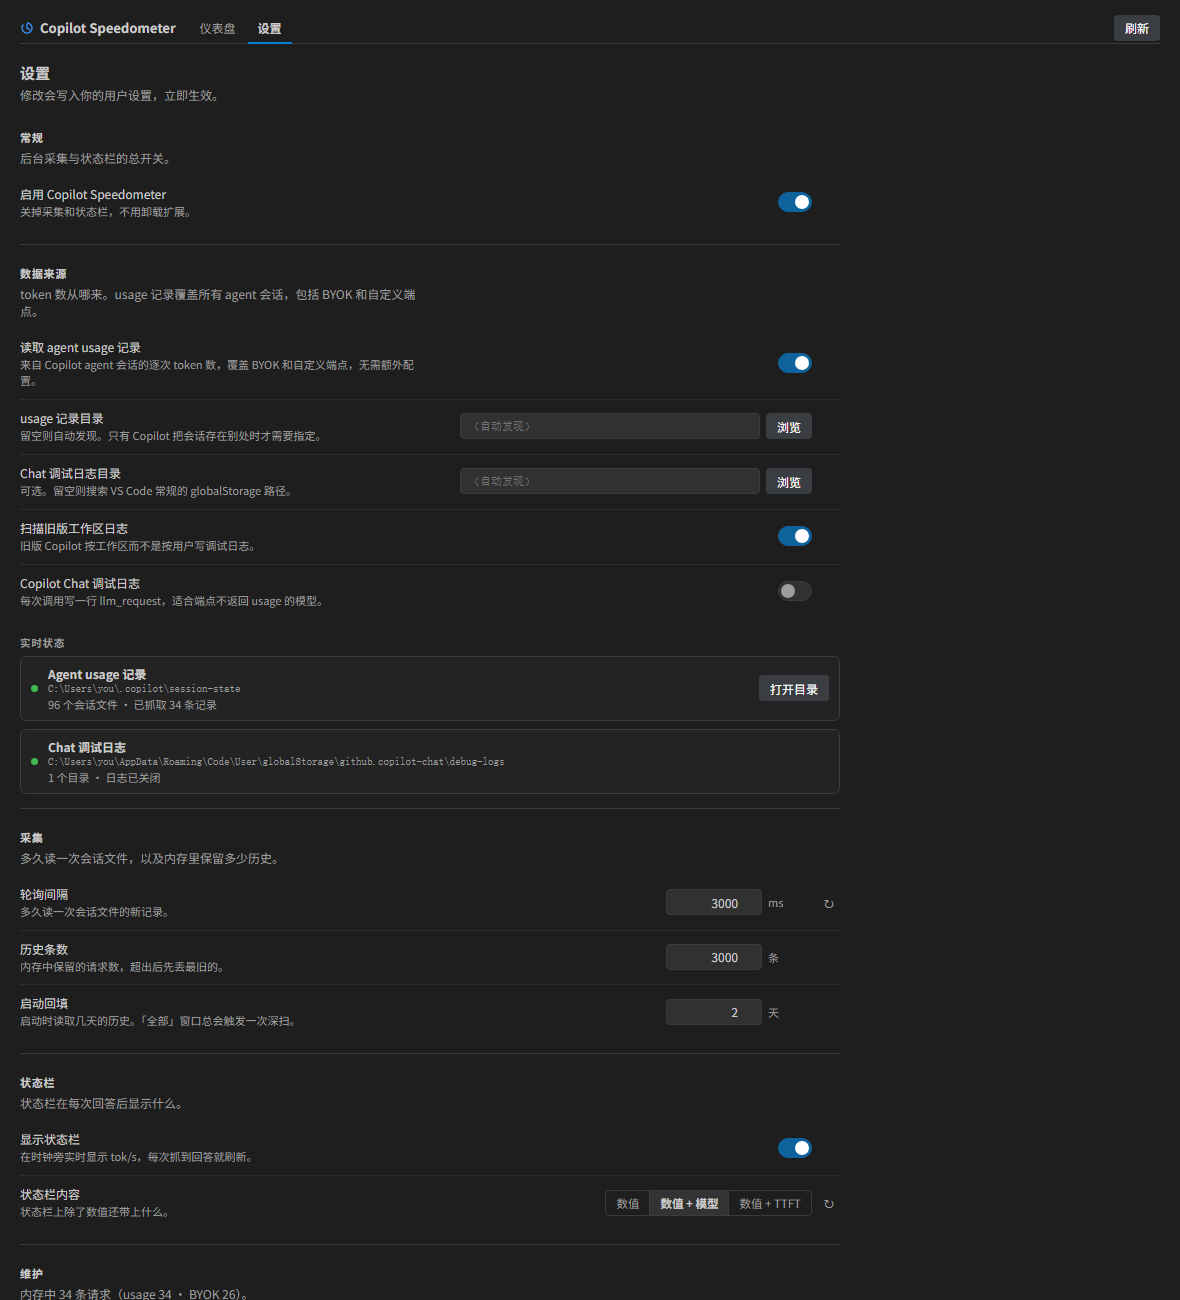 Copilot Speedometer 仪表盘 设置 刷新
设置
修改会写入你的用户设置，立即生效。
常规
后台采集与状态栏的总开关。
启用 Copilot Speedometer
关掉采集和状态栏，不用卸载扩展。
数据来源
token 数从哪来。usage 记录覆盖所有 agent 会话，包括 BYOK 和自定义端
点。
读取 agent usage 记录
来自 Copilot agent 会话的逐次 token 数，覆盖 BYOK 和自定义端点，无需额外配
置。
usage 记录目录
留空则自动发现。只有 Copilot 把会话存在别处时才需要指定。
（自动发现） 浏览
Chat 调试日志目录
可选。留空则搜索 VS Code 常规的 globalStorage 路径。
（自动发现） 浏览
扫描旧版工作区日志
旧版 Copilot 按工作区而不是按用户写调试日志。
Copilot Chat 调试日志
每次调用写一行 llm_request，适合端点不返回 usage 的模型。
实时状态
Agent usage 记录
C:\Users\you\.copilot\session-state
96 个会话文件 · 已抓取 34 条记录
打开目录
Chat 调试日志
C:\Users\you\AppData\Roaming\Code\User\globalStorage\github.copilot-chat\debug-logs
1 个目录 · 日志已关闭
采集
多久读一次会话文件，以及内存里保留多少历史。
轮询间隔
多久读一次会话文件的新记录。
3000 ms ↻
历史条数
内存中保留的请求数，超出后先丢最旧的。
3000 条
启动回填
启动时读取几天的历史。「全部」窗口总会触发一次深扫。
2 天
状态栏
状态栏在每次回答后显示什么。
显示状态栏
在时钟旁实时显示 tok/s，每次抓到回答就刷新。
状态栏内容
状态栏上除了数值还带上什么。
数值 数值 + 模型 数值 + TTFT ↻
维护
内存中 34 条请求（usage 34 · BYOK 26）。